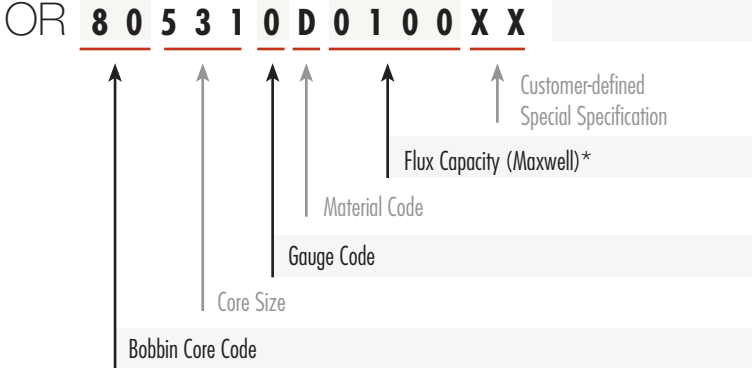 OR 8 0 5 3 1 0 D 0 1 0 0 X X
Customer-defined
Special Specification
Flux Capacity (Maxwell)*
Material Code
Gauge Code
Core Size
Bobbin Core Code